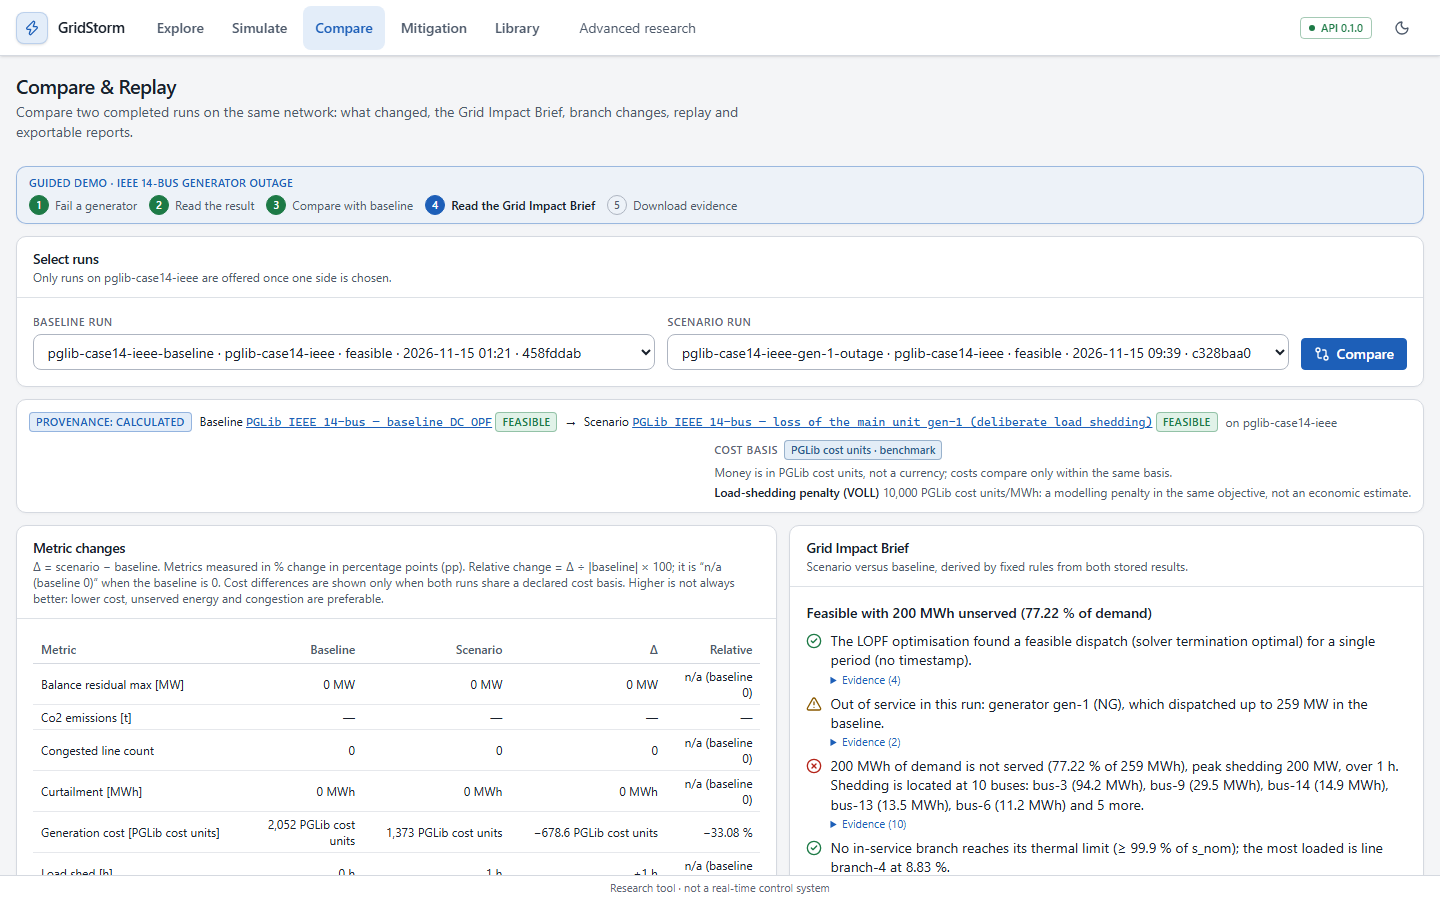 GridStorm
Explore
Simulate
Compare
Mitigation
Library
Advanced research
API 0.1.0
Compare & Replay
Compare two completed runs on the same network: what changed, the Grid Impact Brief, branch changes, replay and
exportable reports.
GUIDED DEMO · IEEE 14-BUS GENERATOR OUTAGE
1 Fail a generator
2 Read the result
3 Compare with baseline
4 Read the Grid Impact Brief
5 Download evidence
Select runs
Only runs on pglib-case14-ieee are offered once one side is chosen.
BASELINE RUN
pglib-case14-ieee-baseline · pglib-case14-ieee · feasible · 2026-11-15 01:21 · 458fddab
SCENARIO RUN
pglib-case14-ieee-gen-1-outage · pglib-case14-ieee · feasible · 2026-11-15 09:39 · c328baa0
Compare
PROVENANCE: CALCULATED Baseline PGLib IEEE 14-bus — baseline DC OPF FEASIBLE → Scenario PGLib IEEE 14-bus — loss of the main unit gen-1 (deliberate load shedding) FEASIBLE on pglib-case14-ieee
COST BASIS PGLib cost units · benchmark
Money is in PGLib cost units, not a currency; costs compare only within the same basis.
Load-shedding penalty (VOLL) 10,000 PGLib cost units/MWh: a modelling penalty in the same objective, not an economic estimate.
Metric changes
Δ = scenario − baseline. Metrics measured in % change in percentage points (pp). Relative change = Δ ÷ |baseline| × 100; it is “n/a
(baseline 0)” when the baseline is 0. Cost differences are shown only when both runs share a declared cost basis. Higher is not always
better: lower cost, unserved energy and congestion are preferable.
Metric Baseline Scenario Δ Relative
Balance residual max [MW] 0 MW 0 MW 0 MW n/a (baseline
0)
Co2 emissions [t] — — — —
Congested line count 0 0 0 n/a (baseline
0)
Curtailment [MWh] 0 MWh 0 MWh 0 MWh n/a (baseline
0)
Generation cost [PGLib cost units] 2,052 PGLib cost
units 1,373 PGLib cost units −678.6 PGLib cost units −33.08 %
Load shed [h] 0 h 1 h +1 h n/a (baseline
Grid Impact Brief
Scenario versus baseline, derived by fixed rules from both stored results.
Feasible with 200 MWh unserved (77.22 % of demand)
The LOPF optimisation found a feasible dispatch (solver termination optimal) for a single
period (no timestamp).
Evidence (4)
Out of service in this run: generator gen-1 (NG), which dispatched up to 259 MW in the
baseline.
Evidence (2)
200 MWh of demand is not served (77.22 % of 259 MWh), peak shedding 200 MW, over 1 h.
Shedding is located at 10 buses: bus-3 (94.2 MWh), bus-9 (29.5 MWh), bus-14 (14.9 MWh),
bus-13 (13.5 MWh), bus-6 (11.2 MWh) and 5 more.
Evidence (10)
No in-service branch reaches its thermal limit (≥ 99.9 % of s_nom); the most loaded is line
branch-4 at 8.83 %.
Research tool · not a real-time control system